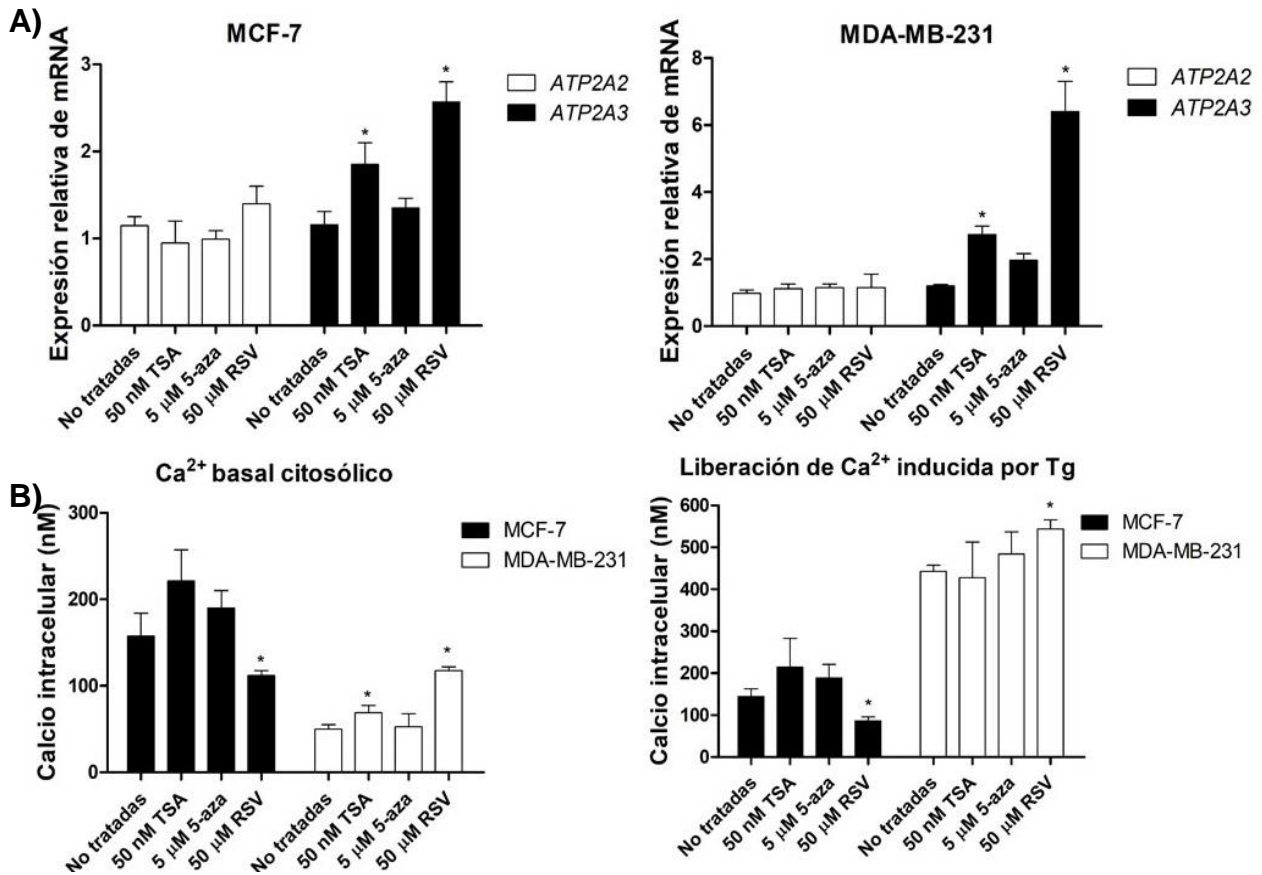 A)
MCF-7
Expresión relativa de mRNA
3
2
1
0
*
*
ATP2A2
ATP2A3
No tratadas
50 nM TSA
5 µM 5-aza
50 µM RSV
No tratadas
50 nM TSA
5 µM 5-aza
50 µM RSV
MDA-MB-231
Expresión relativa de mRNA
8
6
4
2
0
*
*
ATP2A2
ATP2A3
No tratadas
50 nM TSA
5 µM 5-aza
50 µM RSV
No tratadas
50 nM TSA
5 µM 5-aza
50 µM RSV
B)
Ca²⁺ basal citosólico
Calcio intracelular (nM)
300
200
100
0
*
*
*
MCF-7
MDA-MB-231
No tratadas
50 nM TSA
5 µM 5-aza
50 µM RSV
No tratadas
50 nM TSA
5 µM 5-aza
50 µM RSV
Liberación de Ca²⁺ inducida por Tg
Calcio intracelular (nM)
600
500
400
300
200
100
0
*
*
MCF-7
MDA-MB-231
No tratadas
50 nM TSA
5 µM 5-aza
50 µM RSV
No tratadas
50 nM TSA
5 µM 5-aza
50 µM RSV